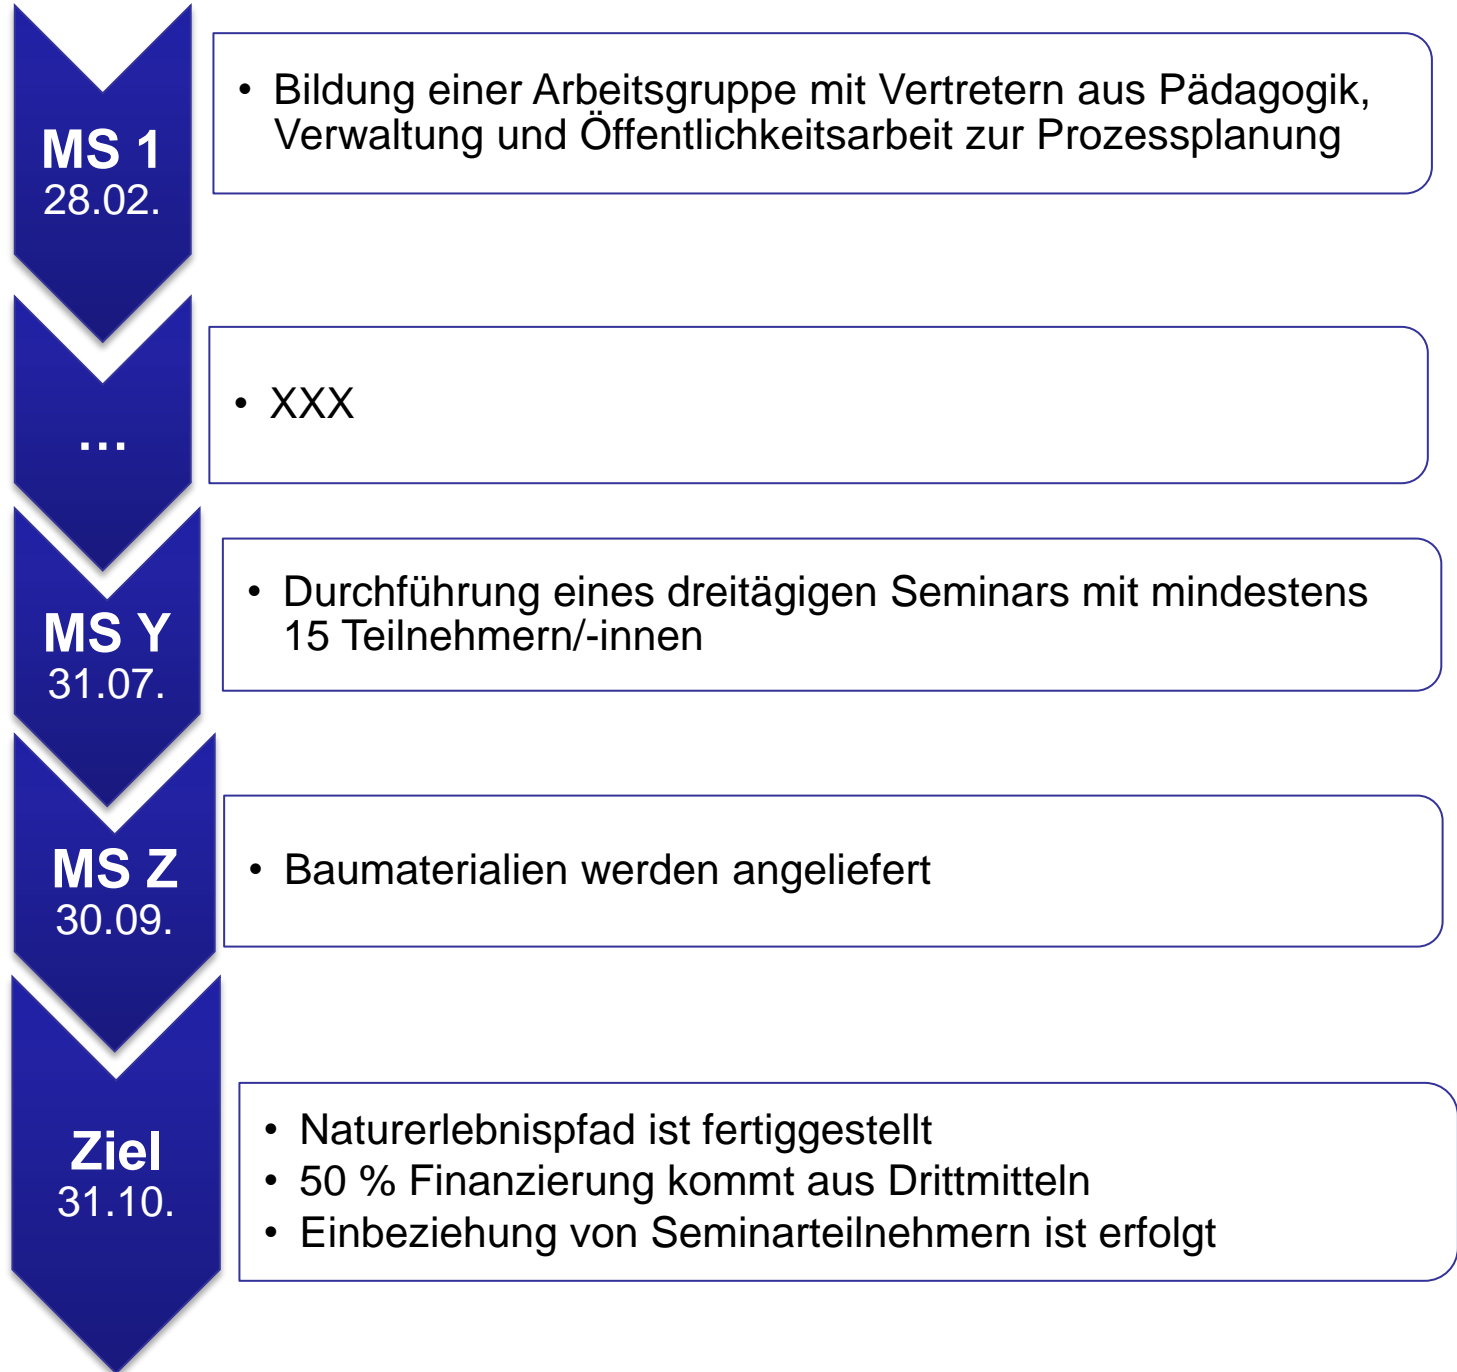 MS 1
28.02.
• Bildung einer Arbeitsgruppe mit Vertretern aus Pädagogik,
Verwaltung und Öffentlichkeitsarbeit zur Prozessplanung
...
• XXX
MS Y
31.07.
• Durchführung eines dreitägigen Seminars mit mindestens
15 Teilnehmern/-innen
MS Z
30.09.
• Baumaterialien werden angeliefert
Ziel
31.10.
• Naturerlebnispfad ist fertiggestellt
• 50 % Finanzierung kommt aus Drittmitteln
• Einbeziehung von Seminarteilnehmern ist erfolgt